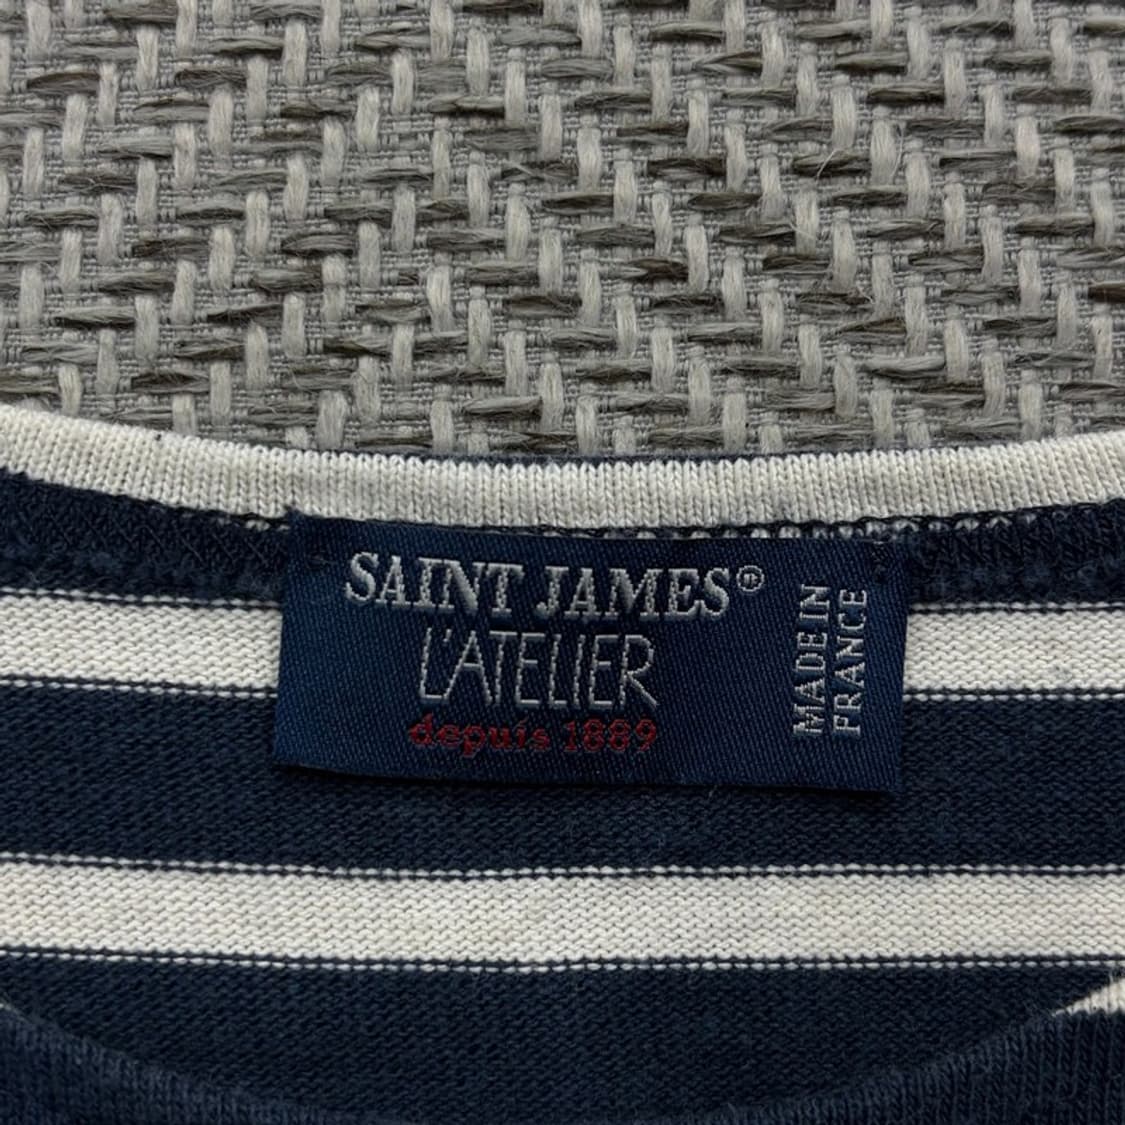 SAINT JAMES®
L'ATELIER
depuis 1889
MADE IN
FRANCE